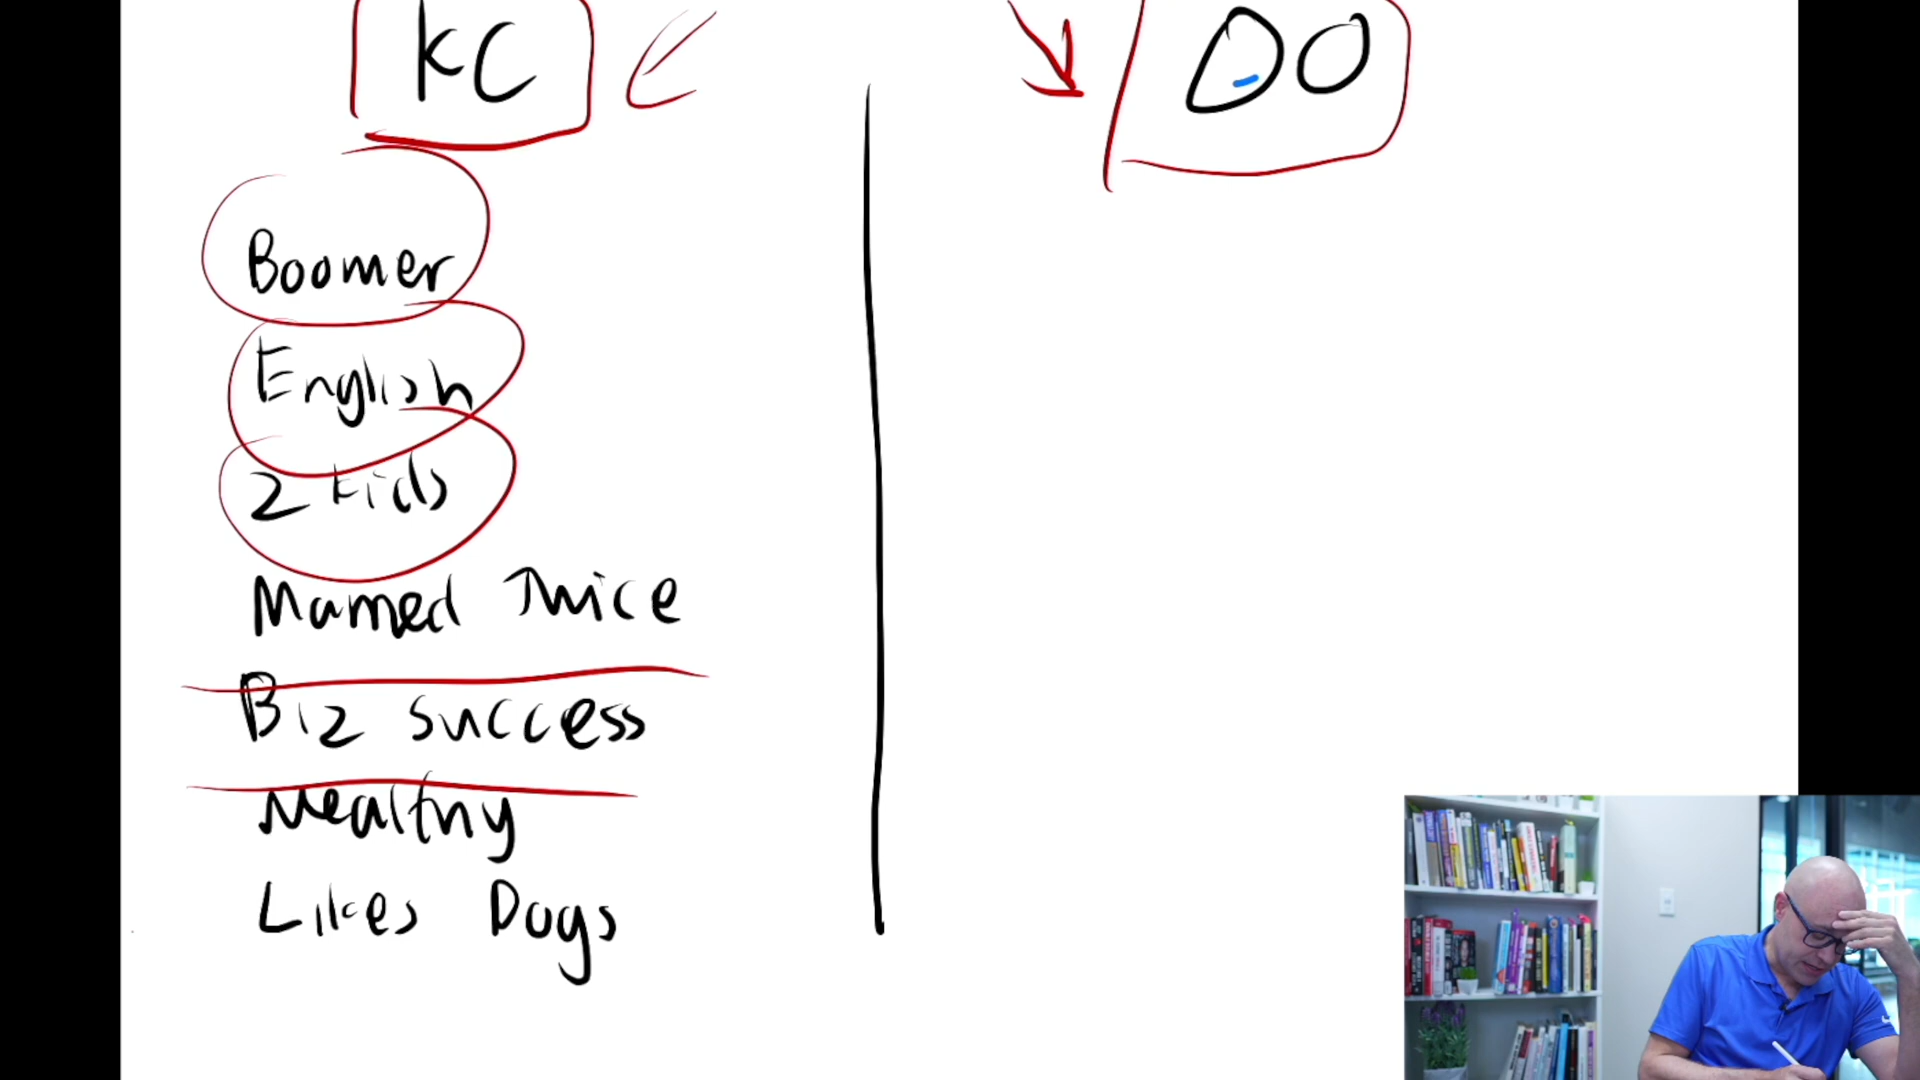 KC
DO
Boomer
English
2 Kids
Married Twice
Biz Success
Wealthy
Likes Dogs